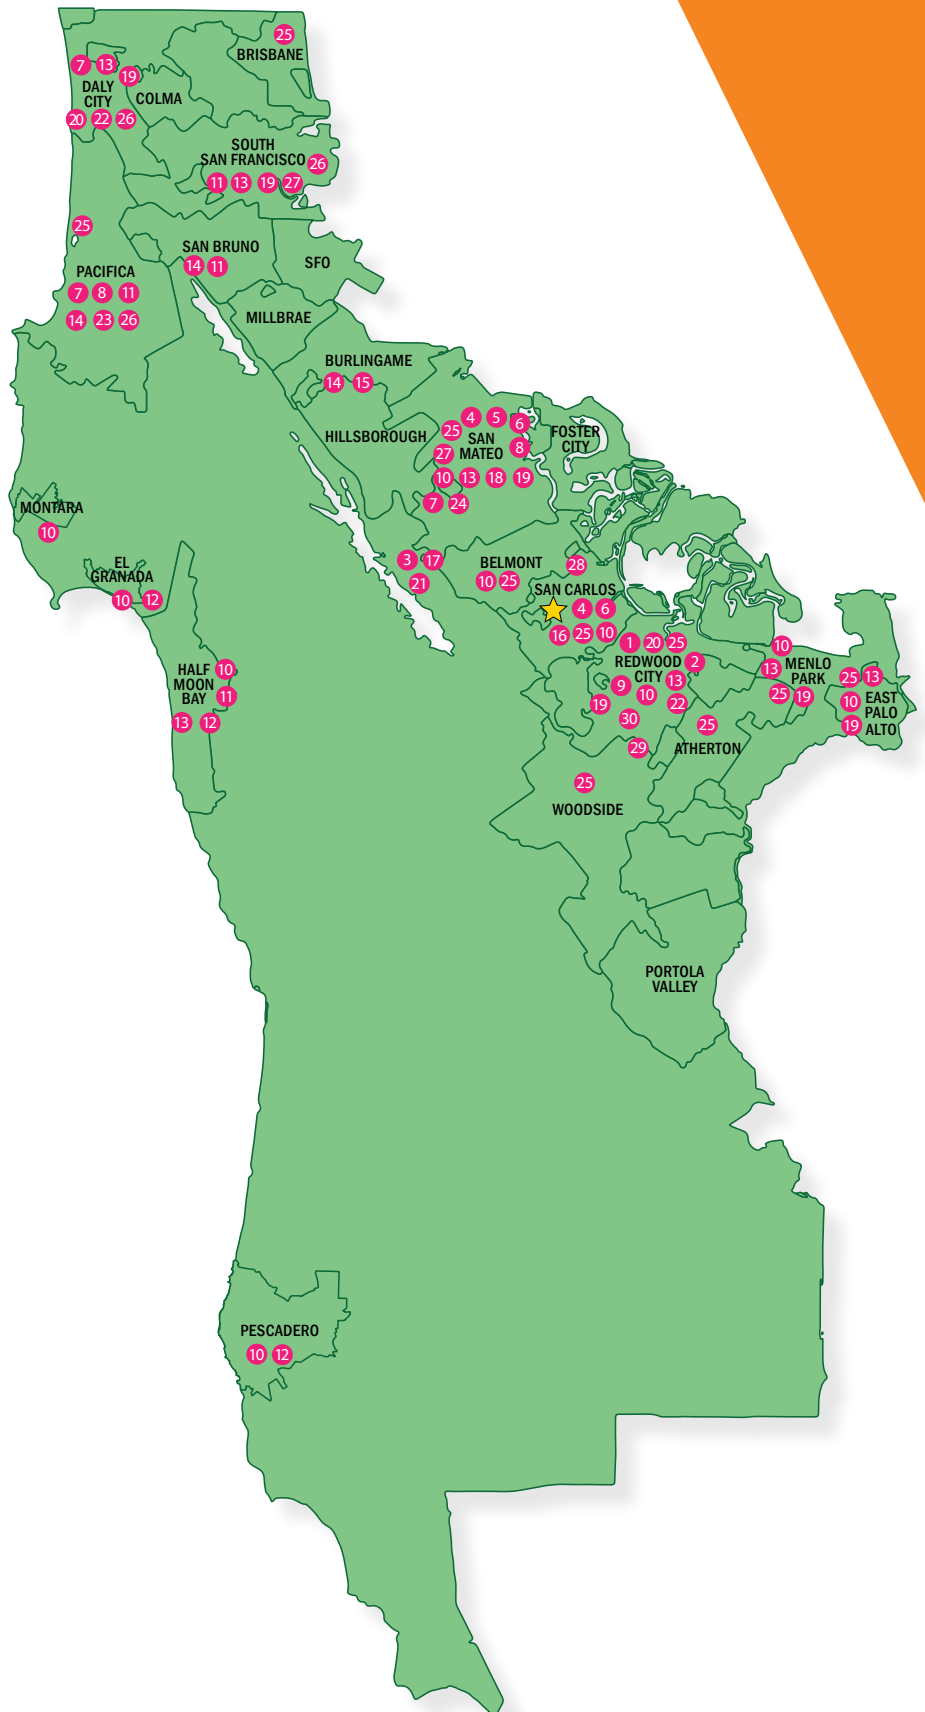 25
BRISBANE
7 13
19
DALY
CITY
COLMA
20 22 26
SOUTH
SAN FRANCISCO
26
11 13 19 27
25
SAN BRUNO
14 11
SFO
PACIFICA
7 8 11
14 23 26
MILLBRAE
BURLINGAME
14 15
HILLSBOROUGH
4 5 6
25
SAN
MATEO
27
8
10 13 18 19
7 24
FOSTER
CITY
MONTARA
10
EL
GRANADA
10 12
3 17
21
BELMONT
10 25
28
SAN CARLOS
4 6
16 25 10
1 20 25
REDWOOD
CITY
2
13
9
10
19
22
30
29
10
13
MENLO
PARK
25 19
25 13
10
EAST
PALO
ALTO
19
25
ATHERTON
HALF
MOON
BAY
10
11
13 12
25
WOODSIDE
PORTOLA
VALLEY
PESCADERO
10 12